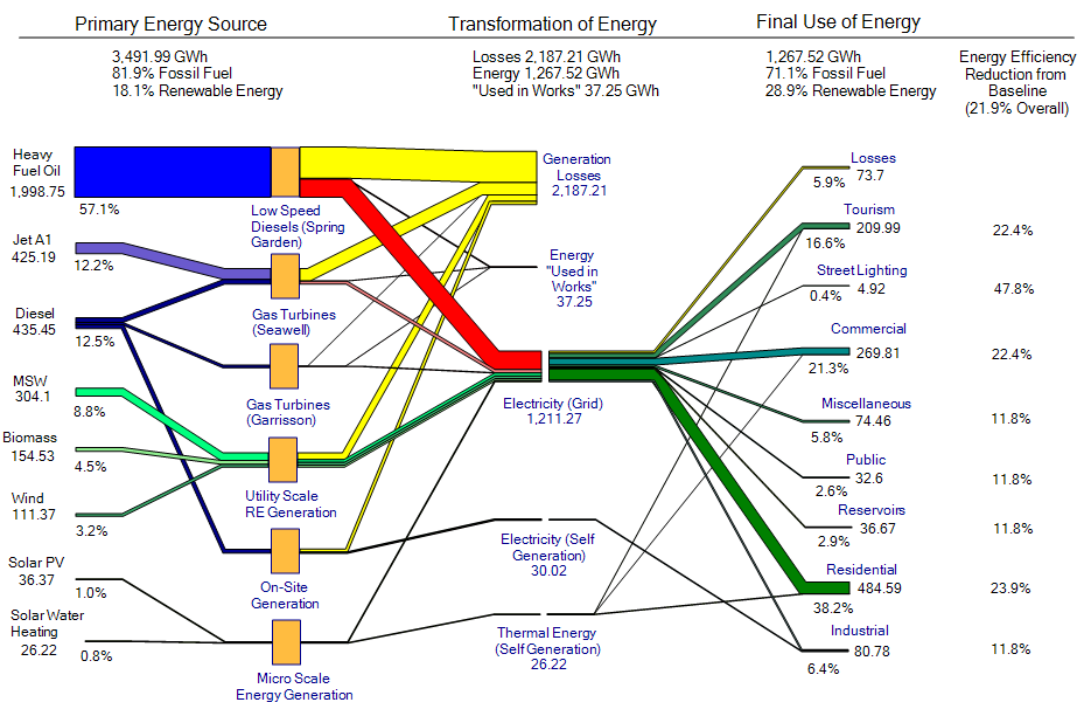 Primary Energy Source
Transformation of Energy
Final Use of Energy
3,491.99 GWh
81.9% Fossil Fuel
18.1% Renewable Energy
Losses 2,187.21 GWh
Energy 1,267.52 GWh
"Used in Works" 37.25 GWh
1,267.52 GWh
71.1% Fossil Fuel
28.9% Renewable Energy
Energy Efficiency
Reduction from
Baseline
(21.9% Overall)
Heavy
Fuel Oil
1,998.75
57.1%
Jet A1
425.19
12.2%
Diesel
435.45
12.5%
MSW
304.1
8.8%
Biomass
154.53
4.5%
Wind
111.37
3.2%
Solar PV
36.37
1.0%
Solar Water
Heating
26.22
0.8%
Low Speed
Diesels (Spring
Garden)
Gas Turbines
(Seawell)
Gas Turbines
(Garrisson)
Utility Scale
RE Generation
On-Site
Generation
Micro Scale
Energy Generation
Generation
Losses
2,187.21
Energy
"Used in
Works"
37.25
Electricity (Grid)
1,211.27
Electricity (Self
Generation)
30.02
Thermal Energy
(Self Generation)
26.22
Losses
73.7
5.9%
Tourism
209.99
16.6%
22.4%
Street Lighting
4.92
0.4%
47.8%
Commercial
269.81
21.3%
22.4%
Miscellaneous
74.46
5.8%
11.8%
Public
32.6
2.6%
11.8%
Reservoirs
36.67
2.9%
11.8%
Residential
484.59
38.2%
23.9%
Industrial
80.78
6.4%
11.8%